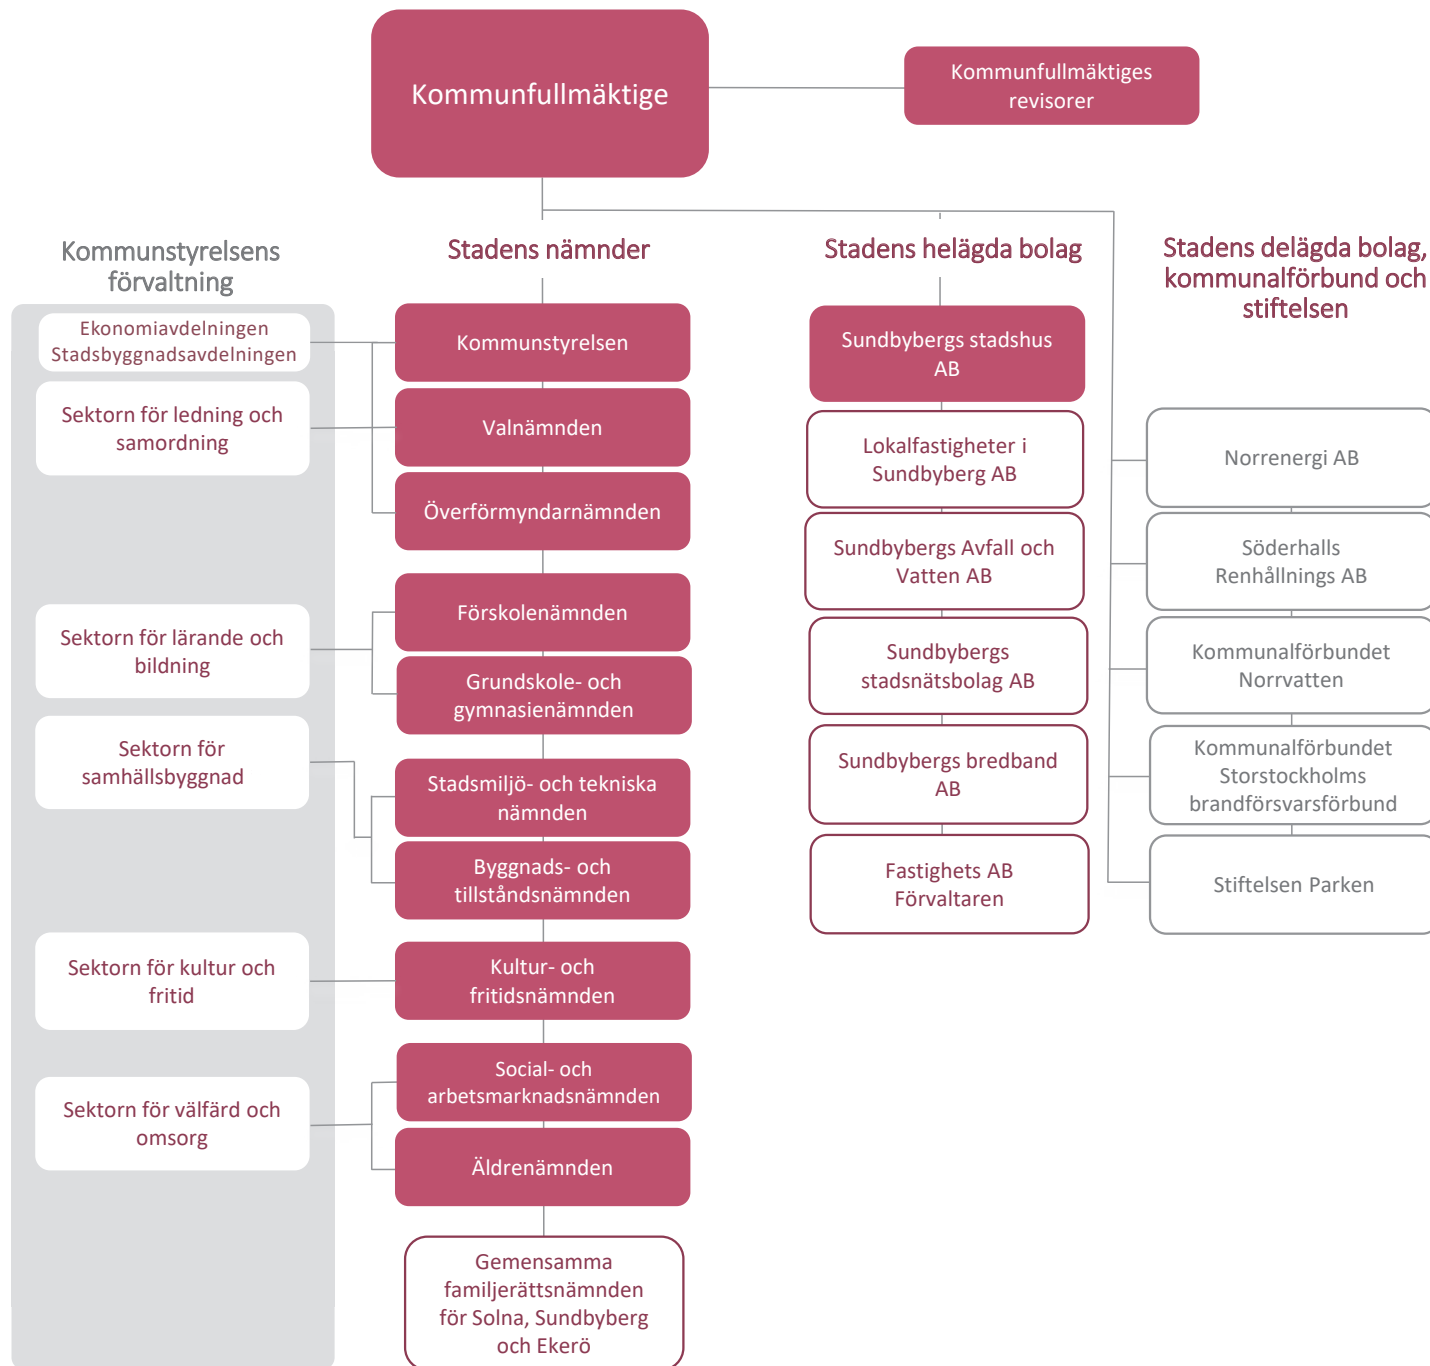 Kommunfullmäktige
Kommunfullmäktiges
revisorer
Kommunstyrelsens
förvaltning
Ekonomiavdelningen
Stadsbyggnadsavdelningen
Sektorn för ledning och
samordning
Sektorn för lärande och
bildning
Sektorn för
samhällsbyggnad
Sektorn för kultur och
fritid
Sektorn för välfärd och
omsorg
Stadens nämnder
Kommunstyrelsen
Valnämnden
Överförmyndarnämnden
Förskolenämnden
Grundskole- och
gymnasienämnden
Stadsmiljö- och tekniska
nämnden
Byggnads- och
tillståndsnämnden
Kultur- och
fritidsnämnden
Social- och
arbetsmarknadsnämnden
Äldrenämnden
Gemensamma
familjerättsnämnden
för Solna, Sundbyberg
och Ekerö
Stadens helägda bolag
Sundbybergs stadshus
AB
Lokalfastigheter i
Sundbyberg AB
Sundbybergs Avfall och
Vatten AB
Sundbybergs
stadsnätsbolag AB
Sundbybergs bredband
AB
Fastighets AB
Förvaltaren
Stadens delägda bolag,
kommunalförbund och
stiftelsen
Norrenergi AB
Söderhalls
Renhållnings AB
Kommunalförbundet
Norrvatten
Kommunalförbundet
Storstockholms
brandförsvarsförbund
Stiftelsen Parken